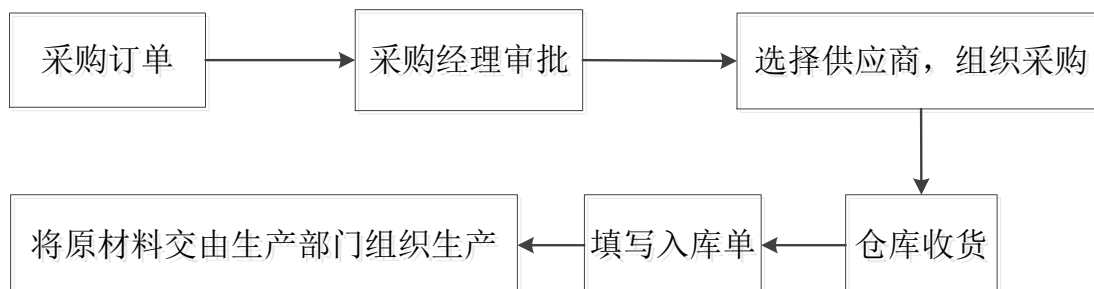 采购订单
采购经理审批
选择供应商，组织采购
仓库收货
填写入库单
将原材料交由生产部门组织生产